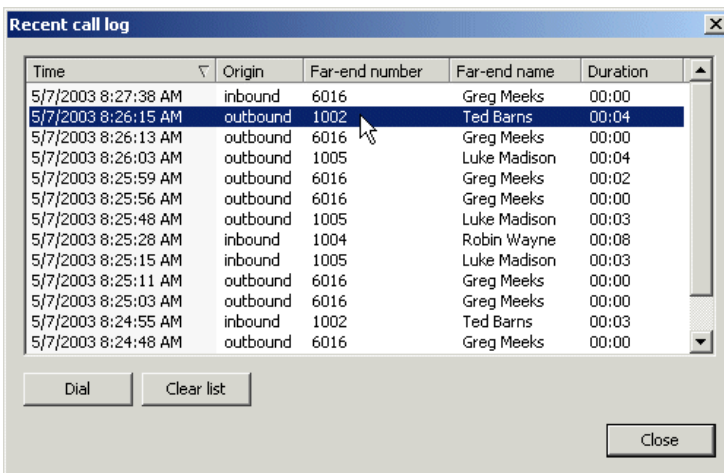 Recent call log
Time Origin Far-end number Far-end name Duration
5/7/2003 8:27:38 AM inbound 6016 Greg Meeks 00:00
5/7/2003 8:26:15 AM outbound 1002 Ted Barns 00:04
5/7/2003 8:26:13 AM outbound 6016 Greg Meeks 00:00
5/7/2003 8:26:03 AM outbound 1005 Luke Madison 00:04
5/7/2003 8:25:59 AM outbound 6016 Greg Meeks 00:02
5/7/2003 8:25:56 AM outbound 6016 Greg Meeks 00:00
5/7/2003 8:25:48 AM outbound 1005 Luke Madison 00:03
5/7/2003 8:25:28 AM inbound 1004 Robin Wayne 00:08
5/7/2003 8:25:15 AM inbound 1005 Luke Madison 00:03
5/7/2003 8:25:11 AM outbound 6016 Greg Meeks 00:00
5/7/2003 8:25:03 AM outbound 6016 Greg Meeks 00:00
5/7/2003 8:24:55 AM inbound 1002 Ted Barns 00:03
5/7/2003 8:24:48 AM outbound 6016 Greg Meeks 00:00
Dial Clear list
Close